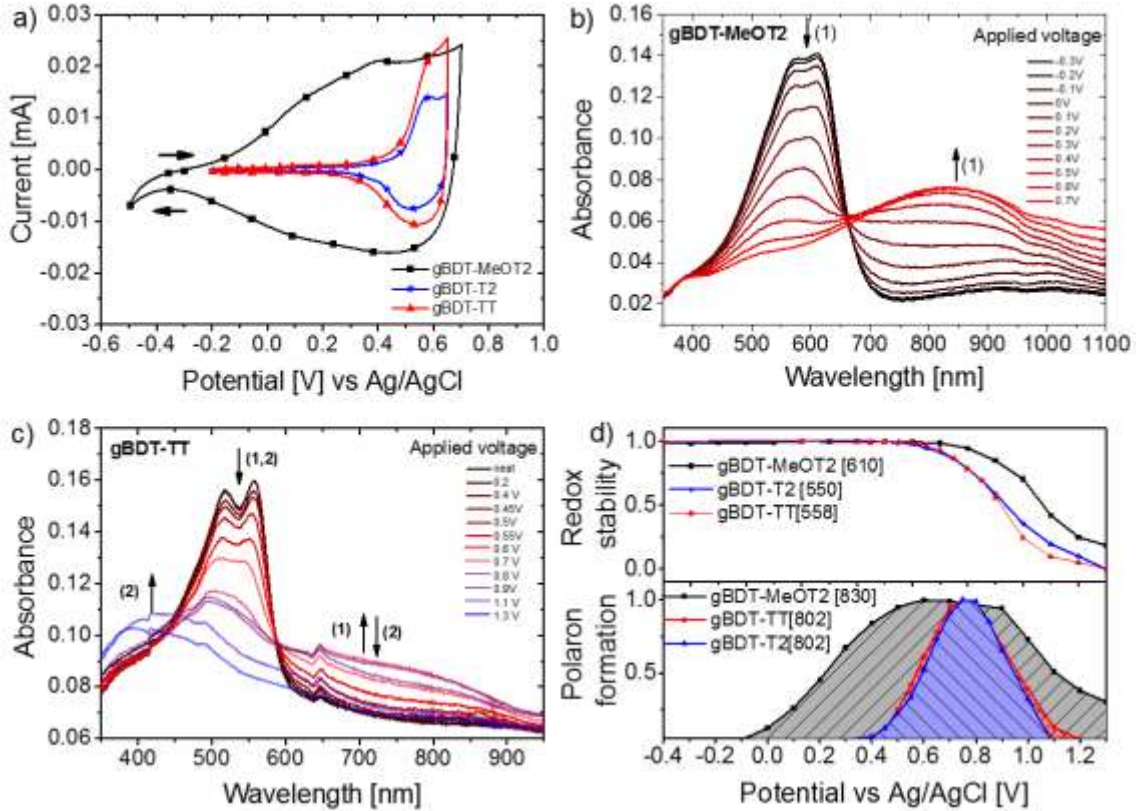 a)
0.03
0.02
0.01
0.00
-0.01
-0.02
-0.03
Current [mA]
gBDT-MeOT2
gBDT-T2
gBDT-TT
-0.6 -0.4 -0.2 0.0 0.2 0.4 0.6 0.8 1.0
Potential [V] vs Ag/AgCl
b)
0.16
0.14
0.12
0.10
0.08
0.06
0.04
0.02
Absorbance
gBDT-MeOT2
(1)
(1)
Applied voltage
-0.3V
-0.2V
-0.1V
0V
0.1V
0.2V
0.3V
0.4V
0.5V
0.6V
0.7V
400 500 600 700 800 900 1000 1100
Wavelength [nm]
c)
0.18
0.16
0.14
0.12
0.10
0.08
0.06
Absorbance
gBDT-TT
(1,2)
(2)
(1)
(2)
Applied voltage
neat
0.2
0.4 V
0.45V
0.5V
0.55V
0.6 V
0.7 V
0.8 V
0.9V
1.1 V
1.3 V
400 500 600 700 800 900
Wavelength [nm]
d)
1.0
0.5
0.0
Redox
stability
gBDT-MeOT2 [610]
gBDT-T2 [550]
gBDT-TT[558]
1.0
0.5
Polaron
formation
gBDT-MeOT2 [830]
gBDT-TT[802]
gBDT-T2[802]
-0.4 -0.2 0.0 0.2 0.4 0.6 0.8 1.0 1.2
Potential vs Ag/AgCl [V]